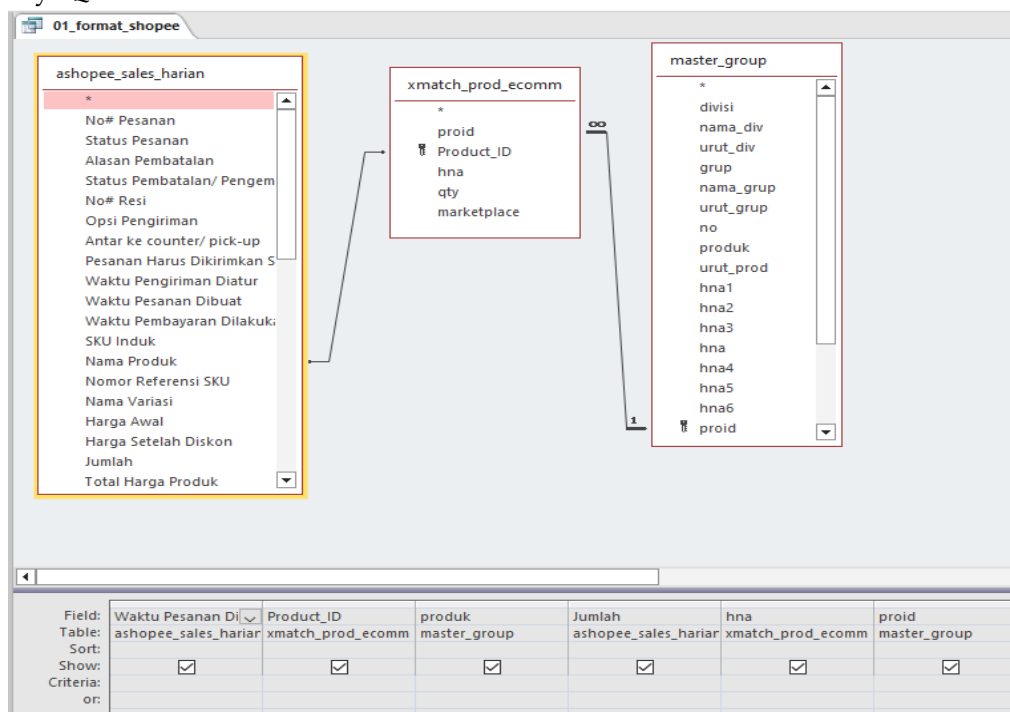 01_format_shopee
ashopee_sales_harian
*
No# Pesanan
Status Pesanan
Alasan Pembatalan
Status Pembatalan/ Pengem
No# Resi
Opsi Pengiriman
Antar ke counter/ pick-up
Pesanan Harus Dikirimkan S
Waktu Pengiriman Diatur
Waktu Pesanan Dibuat
Waktu Pembayaran Dilakuka
SKU Induk
Nama Produk
Nomor Referensi SKU
Nama Variasi
Harga Awal
Harga Setelah Diskon
Jumlah
Total Harga Produk
xmatch_prod_ecomm
*
proid
Product_ID
hna
qty
marketplace
∞
1
master_group
*
divisi
nama_div
urut_div
grup
nama_grup
urut_grup
no
produk
urut_prod
hna1
hna2
hna3
hna
hna4
hna5
hna6
proid
Field: Waktu Pesanan Di Product_ID produk Jumlah hna proid
Table: ashopee_sales_harian xmatch_prod_ecomm master_group ashopee_sales_harian xmatch_prod_ecomm master_group
Sort:
Show:
Criteria:
or: